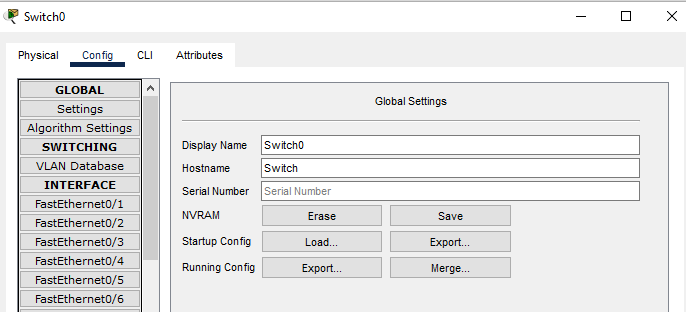 Switch0
Physical Config CLI Attributes
GLOBAL
Settings
Algorithm Settings
SWITCHING
VLAN Database
INTERFACE
FastEthernet0/1
FastEthernet0/2
FastEthernet0/3
FastEthernet0/4
FastEthernet0/5
FastEthernet0/6
Global Settings
Display Name Switch0
Hostname Switch
Serial Number Serial Number
NVRAM Erase Save
Startup Config Load... Export...
Running Config Export... Merge...